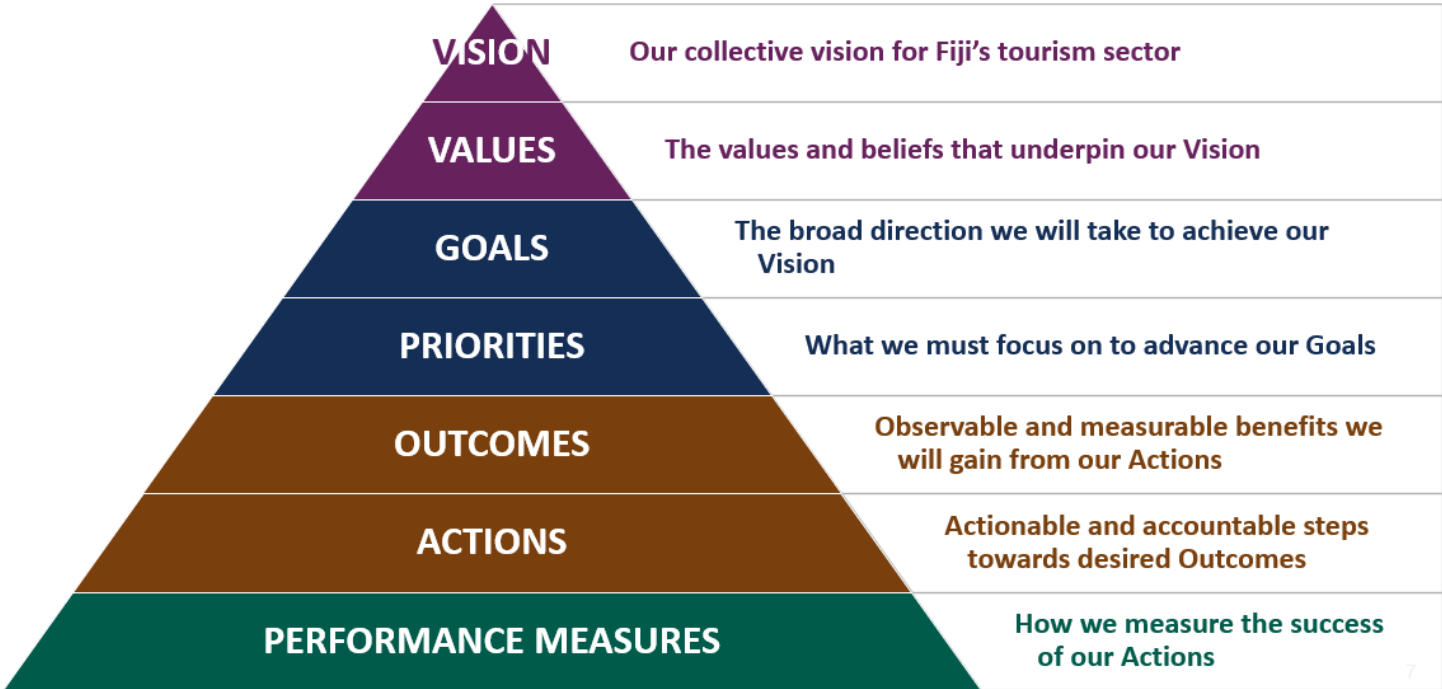 VISION
Our collective vision for Fiji's tourism sector
VALUES
The values and beliefs that underpin our Vision
GOALS
The broad direction we will take to achieve our
Vision
PRIORITIES
What we must focus on to advance our Goals
OUTCOMES
Observable and measurable benefits we
will gain from our Actions
ACTIONS
Actionable and accountable steps
towards desired Outcomes
PERFORMANCE MEASURES
How we measure the success
of our Actions
7